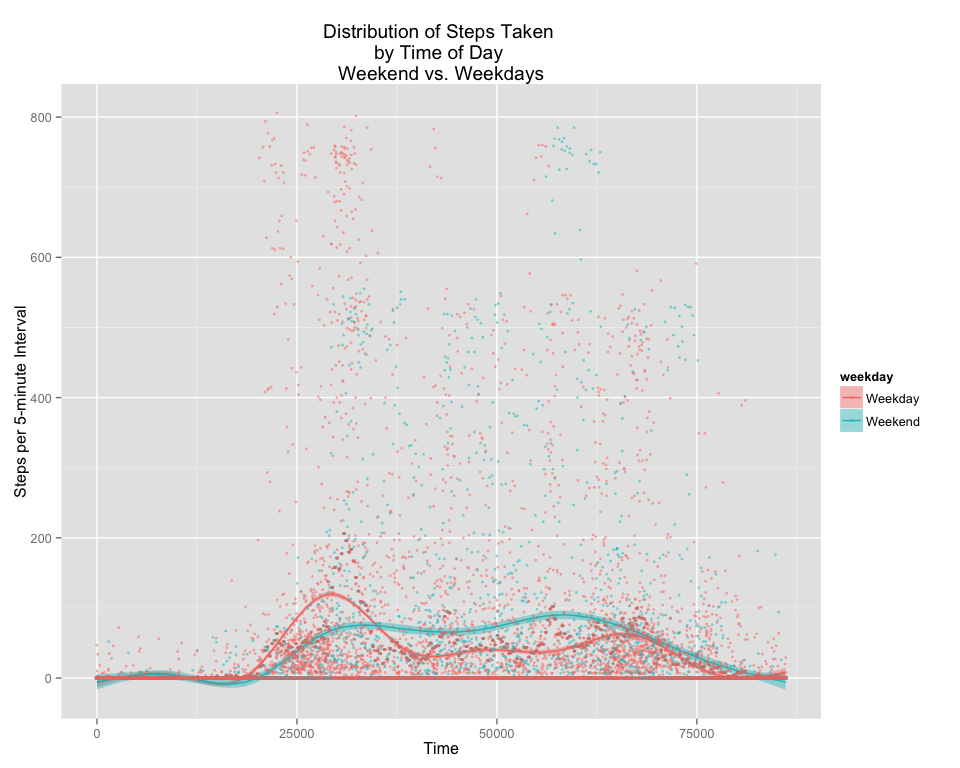 Distribution of Steps Taken
by Time of Day
Weekend vs. Weekdays
Steps per 5-minute Interval
800
600
400
200
0
0
25000
50000
75000
Time
weekday
Weekday
Weekend